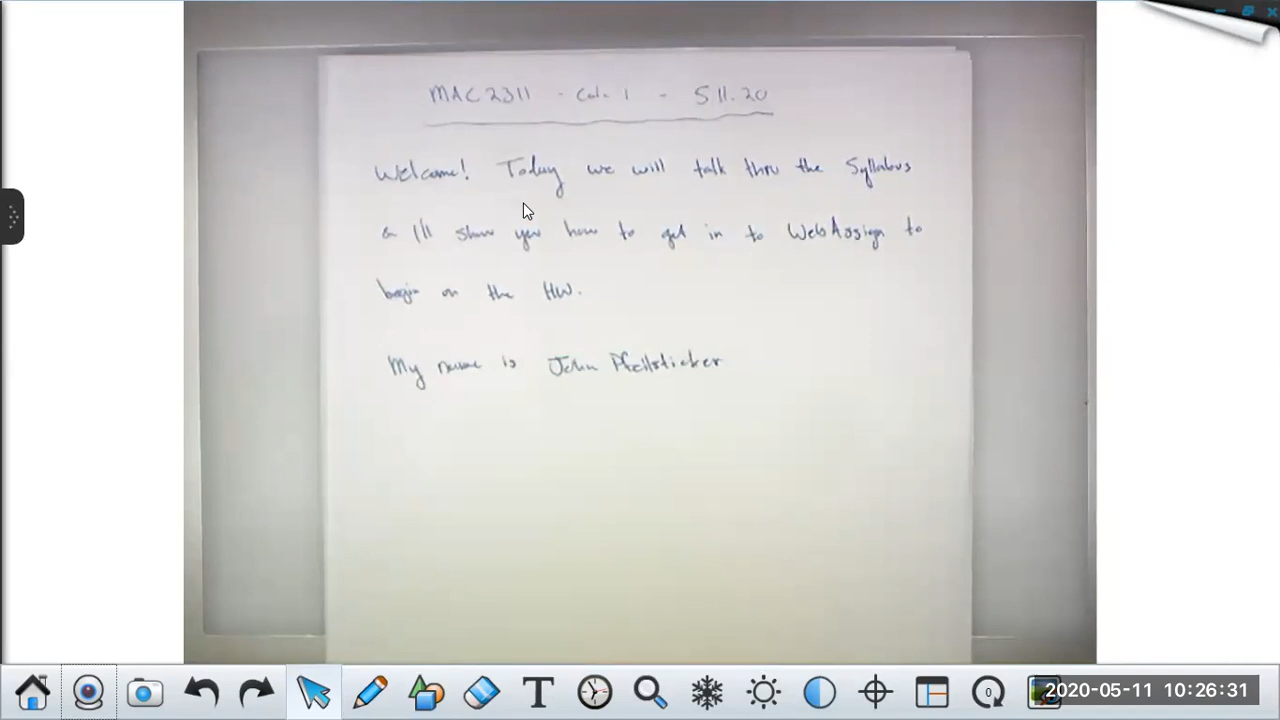 MAC2311 - Calc 1 - 5.11.20
Welcome! Today we will talk thru the Syllabus
& I'll show you how to get in to WebAssign to
begin on the HW.
My name is John Pfeilsticker
T
0
2020-05-11 10:26:31